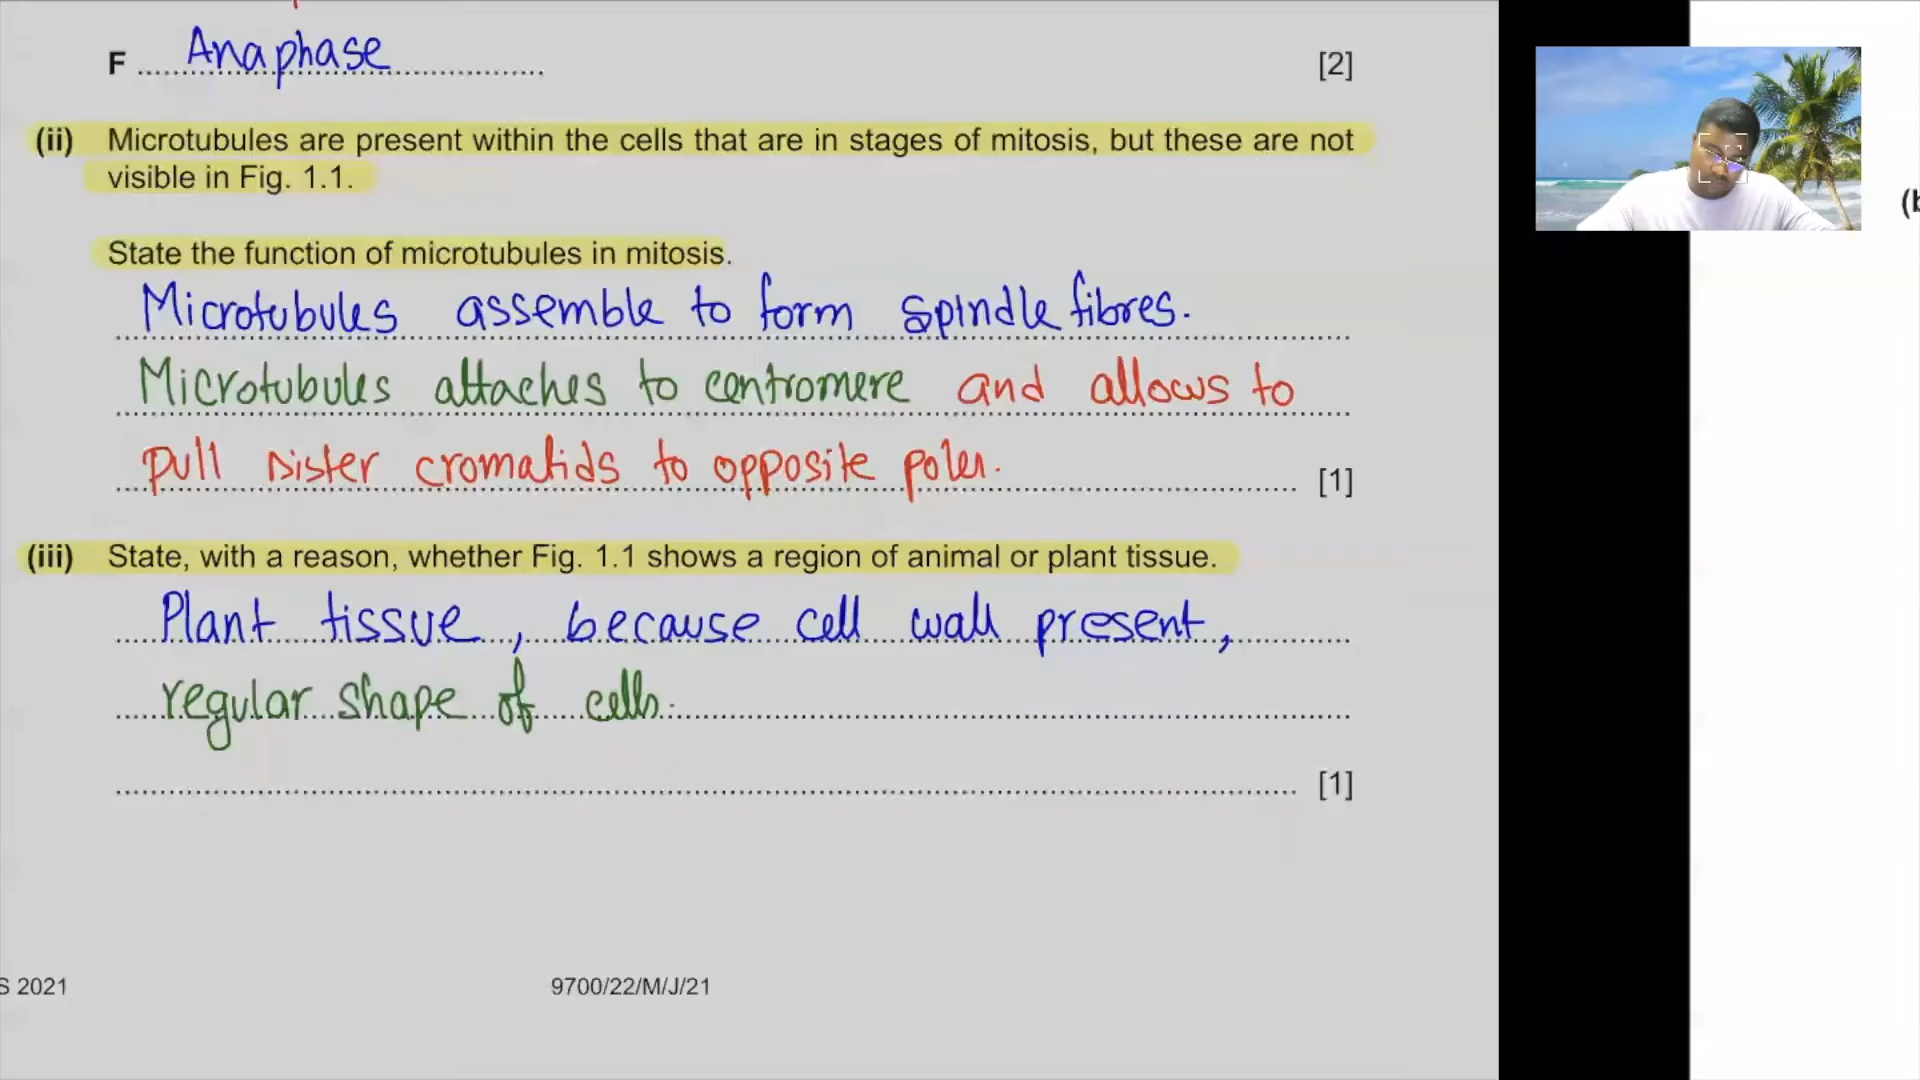 F ........ Anaphase ........ [2]
(ii) Microtubules are present within the cells that are in stages of mitosis, but these are not
visible in Fig. 1.1.
State the function of microtubules in mitosis.
Microtubules assemble to form spindle fibres.
Microtubules attaches to centromere and allows to
pull sister cromatids to opposite poles.
[1]
(iii) State, with a reason, whether Fig. 1.1 shows a region of animal or plant tissue.
Plant tissue, because cell wall present,
regular shape of cells.
[1]
S 2021
9700/22/M/J/21